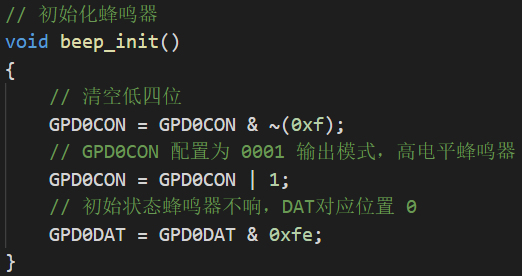 // 初始化蜂鸣器
void beep_init()
{
// 清空低四位
GPD0CON = GPD0CON & ~(0xf);
// GPD0CON 配置为 0001 输出模式，高电平蜂鸣器
GPD0CON = GPD0CON | 1;
// 初始状态蜂鸣器不响，DAT对应位置 0
GPD0DAT = GPD0DAT & 0xfe;
}